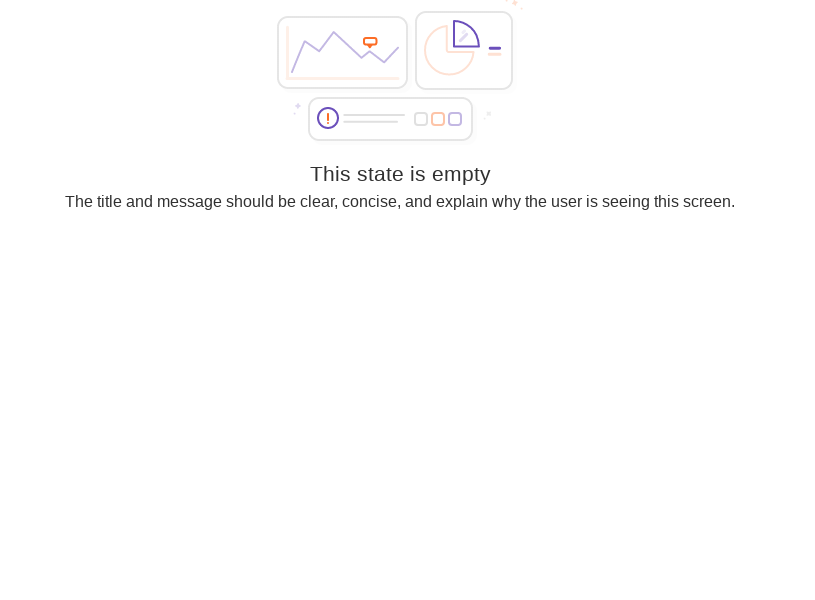 This state is empty
The title and message should be clear, concise, and explain why the user is seeing this screen.